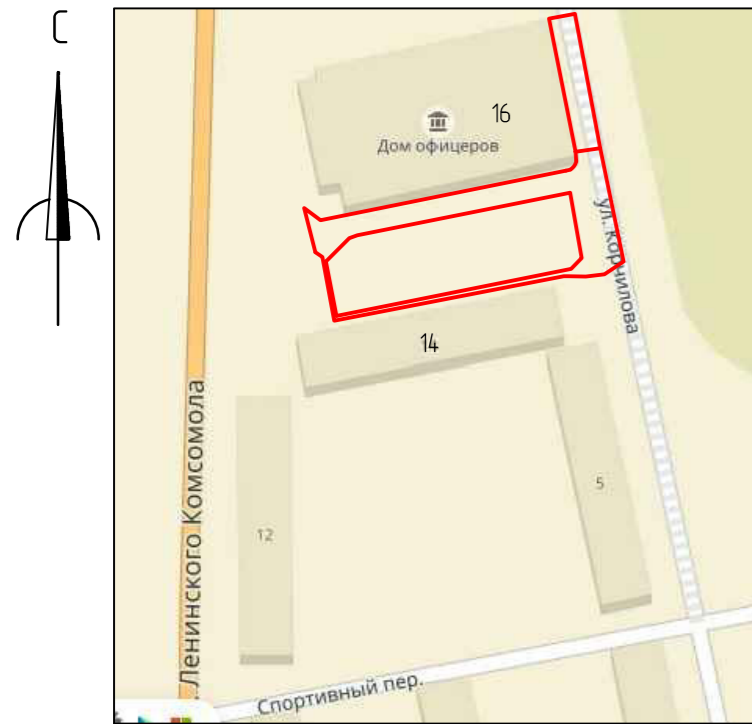 С
16
Дом офицеров
ул. Корнилова
14
Ленинского Комсомола
5
12
Спортивный пер.